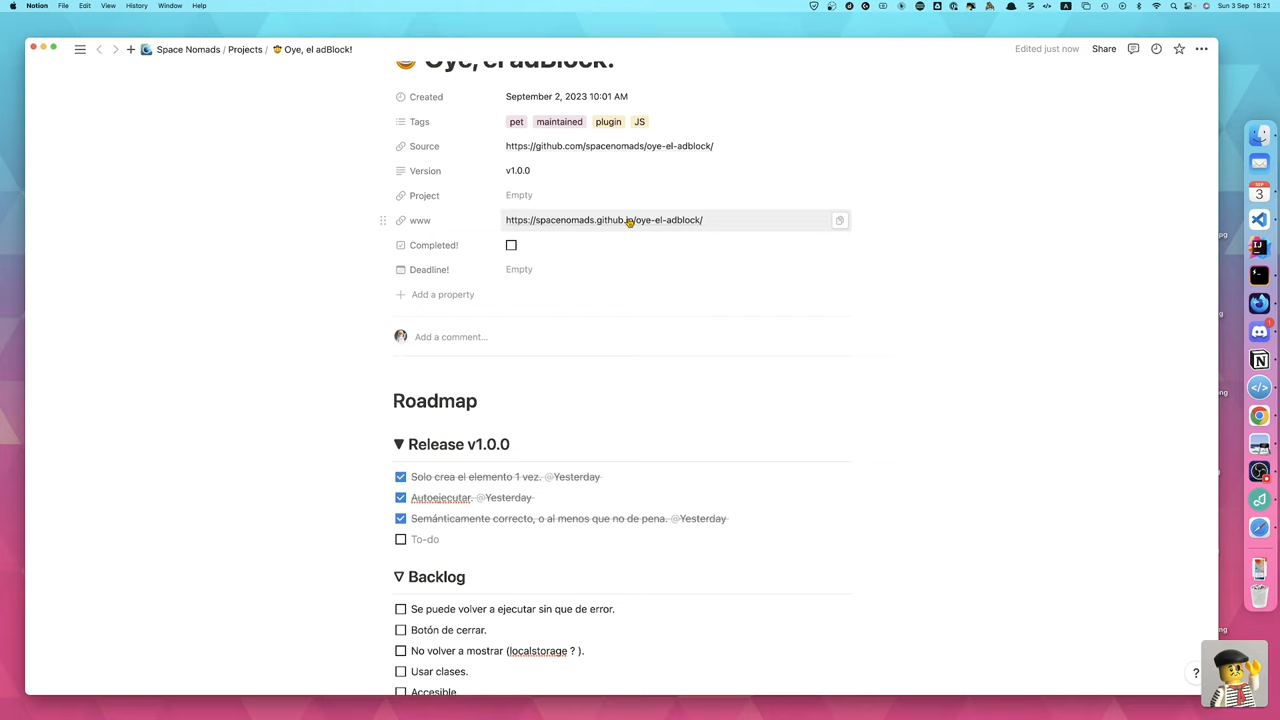 Notion File Edit View History Window Help Sun 3 Sep 18:21
Space Nomads / Projects / Oye, el adBlock! Edited just now Share
Oye, el adBlock!
Created September 2, 2023 10:01 AM
Tags pet maintained plugin JS
Source https://github.com/spacenomads/oye-el-adblock/
Version v1.0.0
Project Empty
www https://spacenomads.github.io/oye-el-adblock/
Completed!
Deadline! Empty
Add a property
Add a comment…
Roadmap
Release v1.0.0
Solo crea el elemento 1 vez. @Yesterday
Autoejecutar. @Yesterday
Semánticamente correcto, o al menos que no de pena. @Yesterday
To-do
Backlog
Se puede volver a ejecutar sin que de error.
Botón de cerrar.
No volver a mostrar (localstorage ? ).
Usar clases.
Accesible.
?
SEP
3